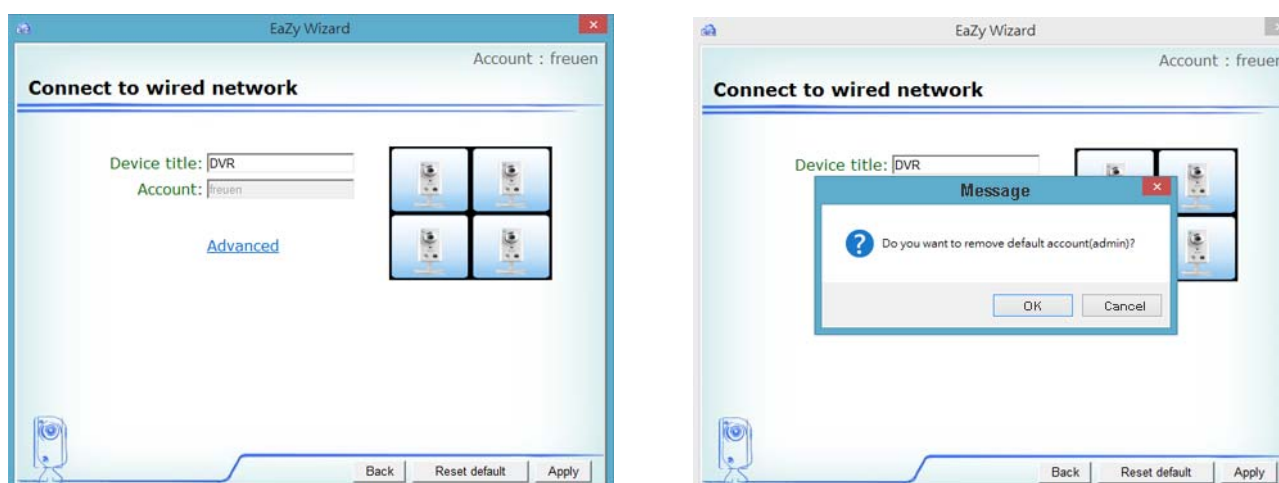 EaZy Wizard
Account : freuen
Connect to wired network
Device title: DVR
Account: freuen
Advanced
Back
Reset default
Apply
EaZy Wizard
Account : freuen
Connect to wired network
Device title: DVR
Message
Do you want to remove default account(admin)?
OK
Cancel
Back
Reset default
Apply